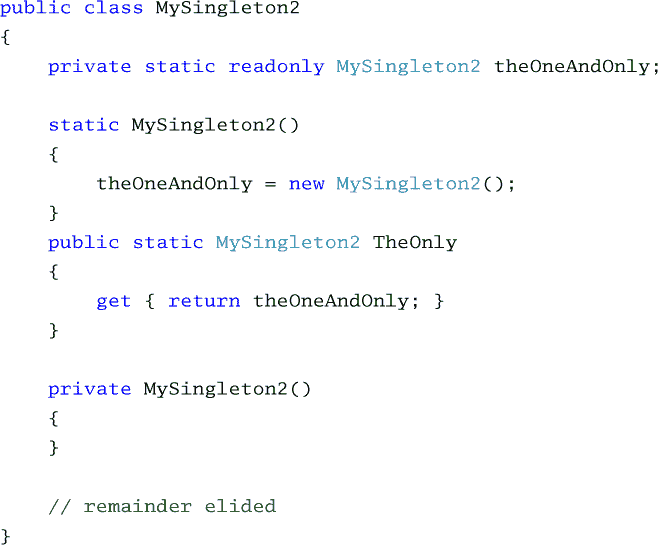 public class MySingleton2
{
    private static readonly MySingleton2 theOneAndOnly;

    static MySingleton2()
    {
        theOneAndOnly = new MySingleton2();
    }
    public static MySingleton2 TheOnly
    {
        get { return theOneAndOnly; }
    }

    private MySingleton2()
    {
    }

    // remainder elided
}